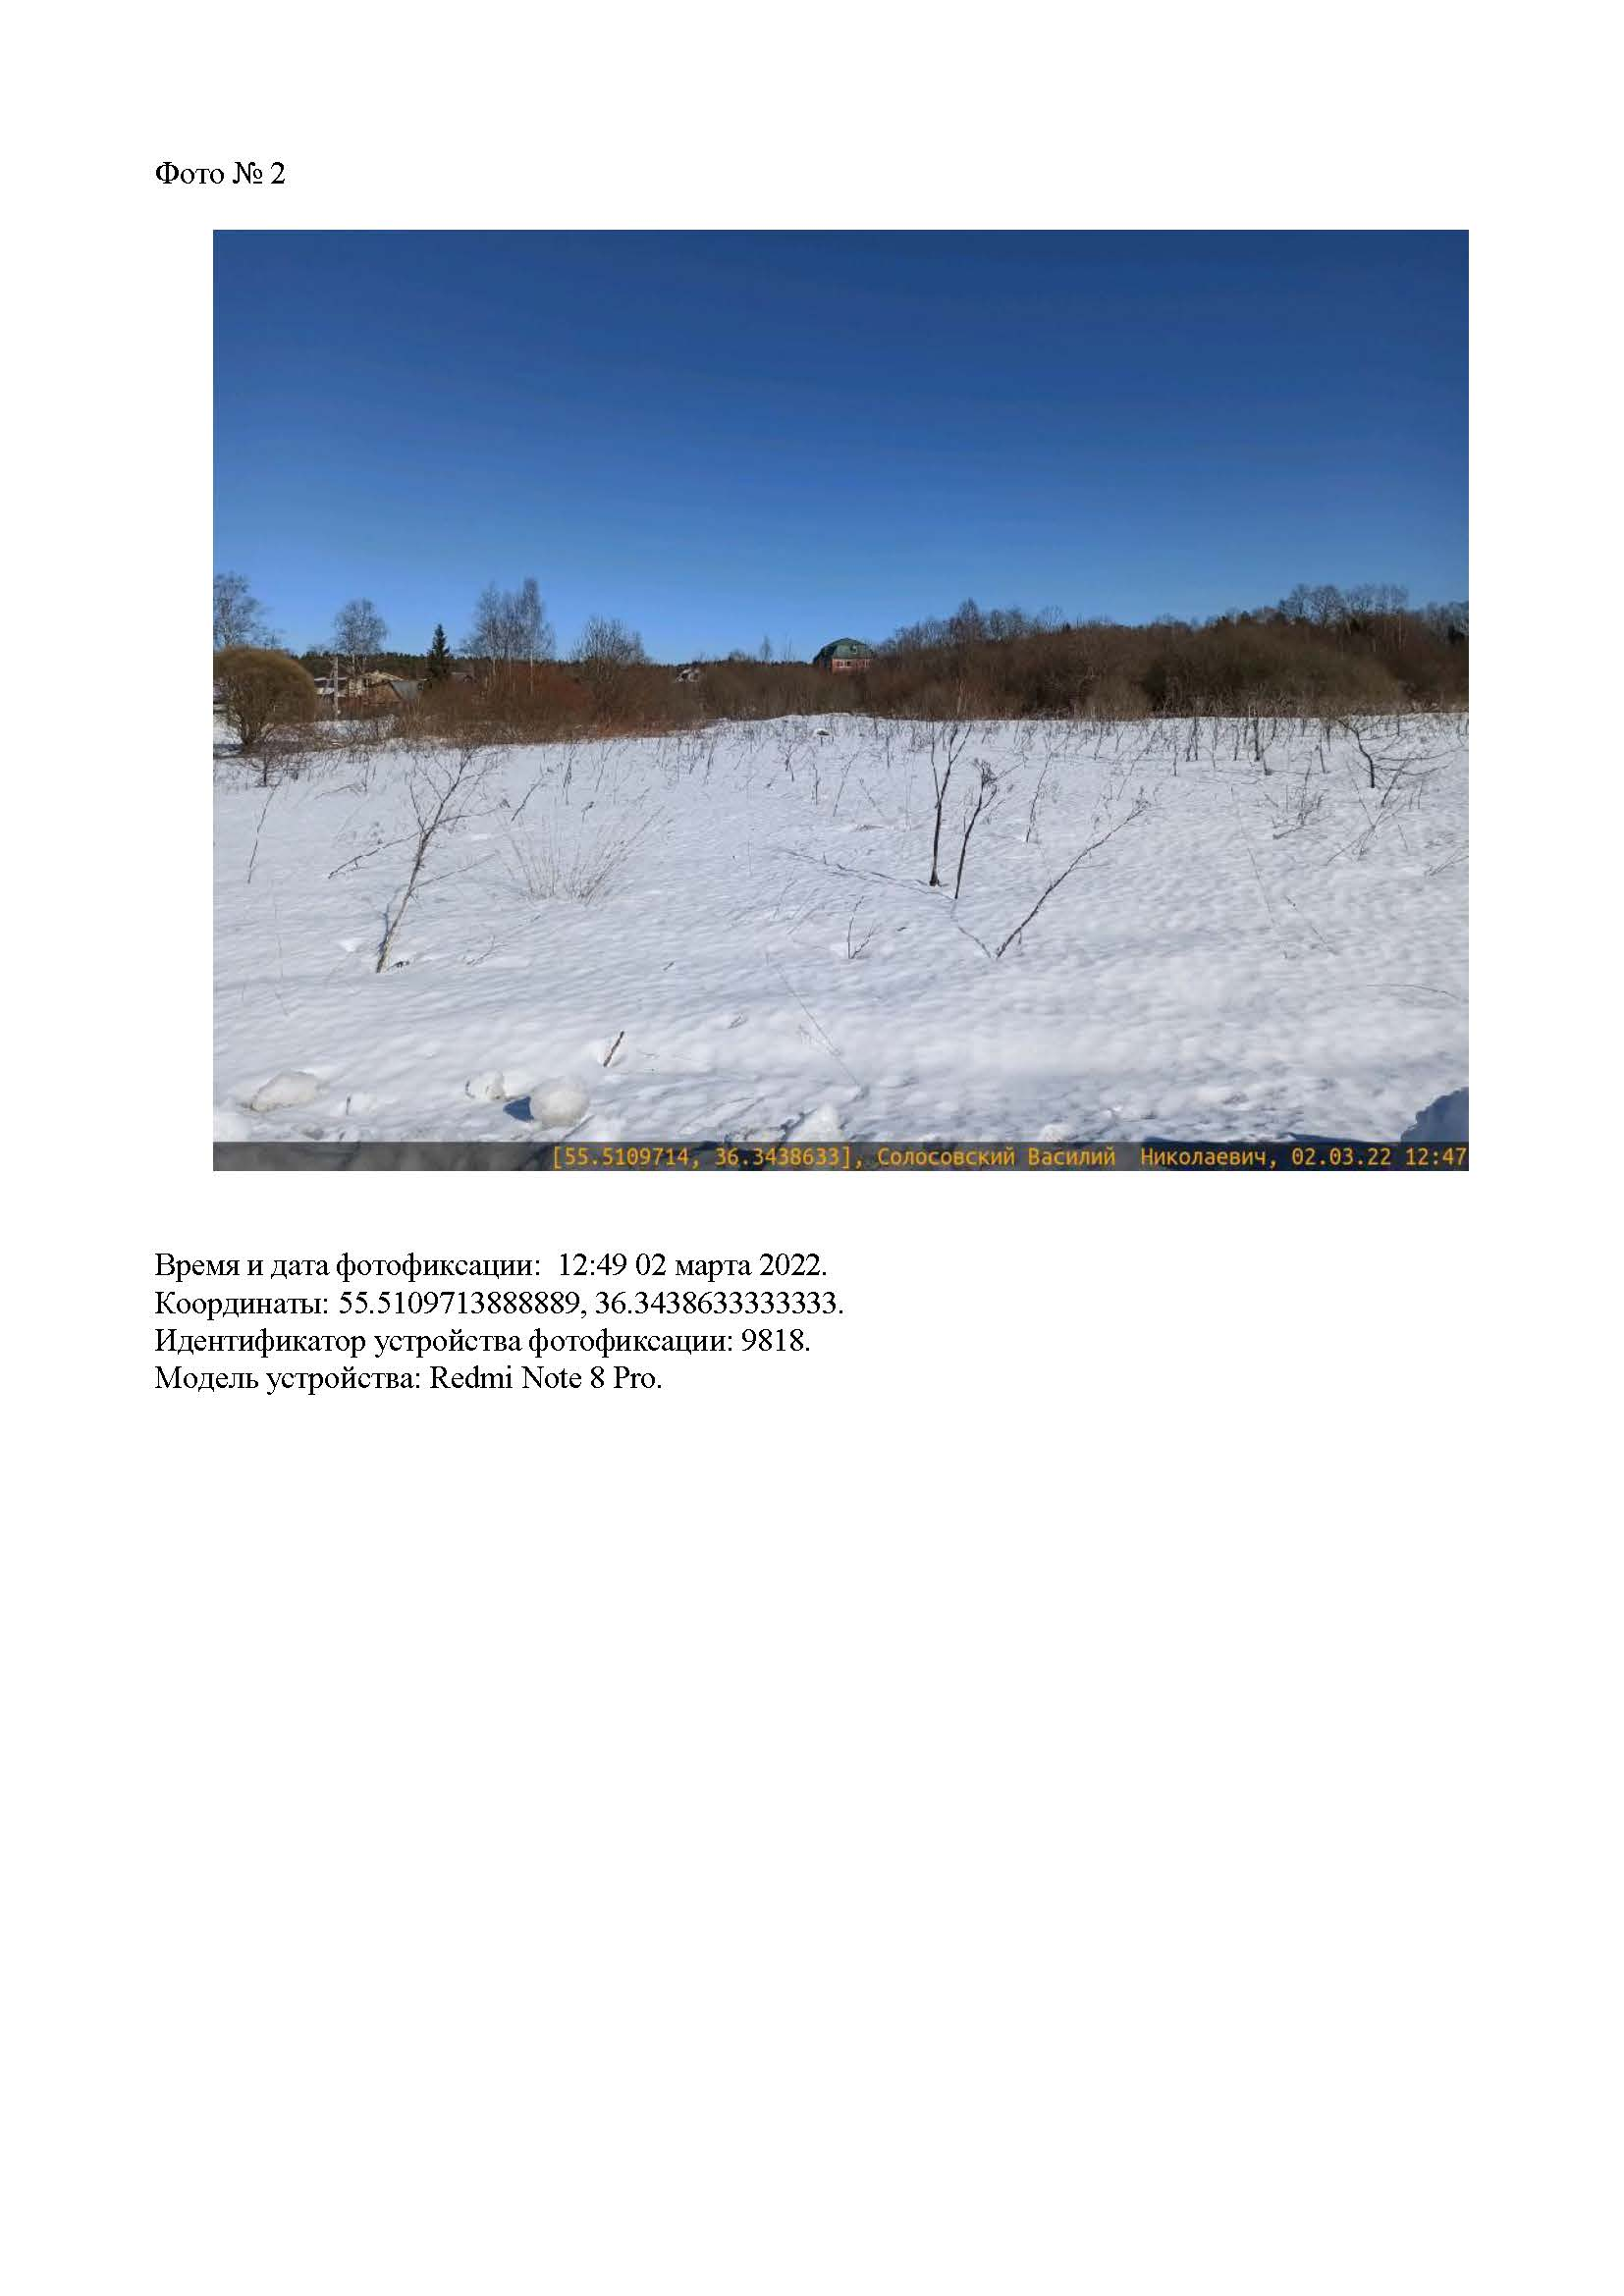 Фото № 2
[55.5109714, 36.3438633], Солосовский Василий  Николаевич, 02.03.22 12:47
Время и дата фотофиксации:  12:49 02 марта 2022.
Координаты: 55.5109713888889, 36.3438633333333.
Идентификатор устройства фотофиксации: 9818.
Модель устройства: Redmi Note 8 Pro.